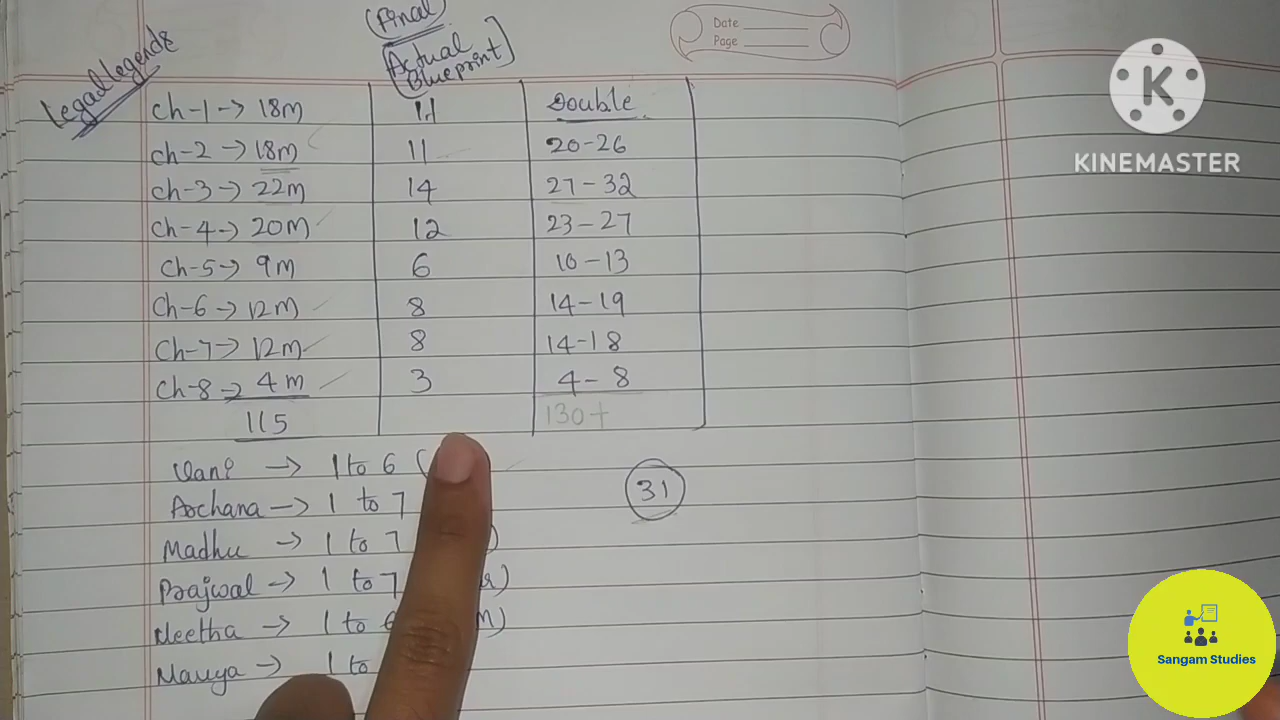 (Final)
Legal legends
[Actual Blueprint]
Date
Page
Ch-1 -> 18m 11 Double
Ch-2 -> 18m 11 20-26
Ch-3 -> 22m 14 27-32
Ch-4 -> 20m 12 23-27
Ch-5 -> 9m 6 10-13
Ch-6 -> 12m 8 14-19
Ch-7 -> 12m 8 14-18
Ch-8 -> 4m 3 4-8
115 130+
Vani -> 1 to 6 (
Archana -> 1 to 7
31
Madhu -> 1 to 7 )
Prajwal -> 1 to 7 )
Neetha -> 1 to 6 M)
-> 1 to
K
KINEMASTER
Sangam Studies